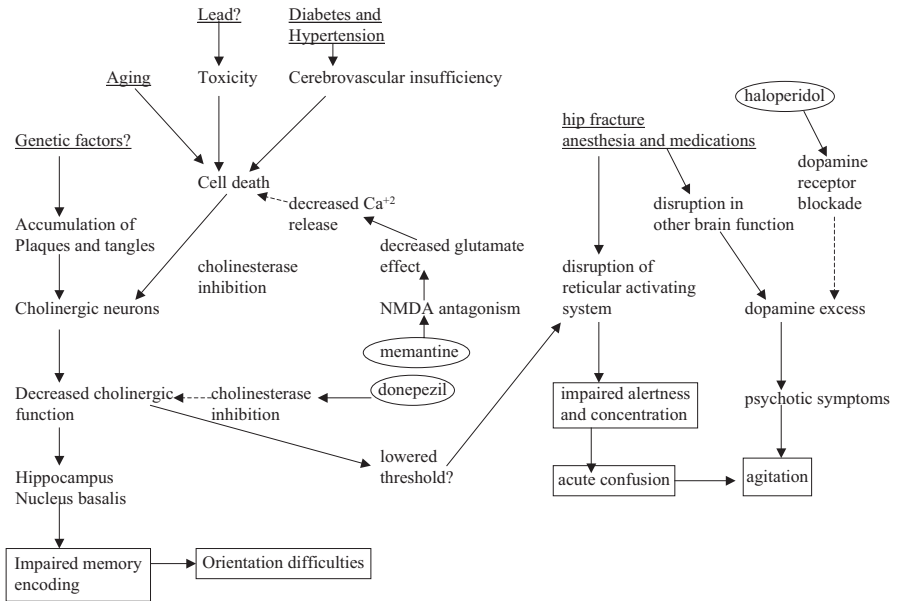 Lead?
Diabetes and
Hypertension
Aging
Toxicity
Cerebrovascular insufficiency
haloperidol
hip fracture
anesthesia and medications
Genetic factors?
dopamine
receptor
blockade
Cell death
decreased Ca+2
release
disruption in
other brain function
Accumulation of
Plaques and tangles
decreased glutamate
effect
cholinesterase
inhibition
disruption of
reticular activating
system
Cholinergic neurons
NMDA antagonism
dopamine excess
memantine
donepezil
Decreased cholinergic
function
cholinesterase
inhibition
impaired alertness
and concentration
psychotic symptoms
lowered
threshold?
Hippocampus
Nucleus basalis
acute confusion
agitation
Impaired memory
encoding
Orientation difficulties